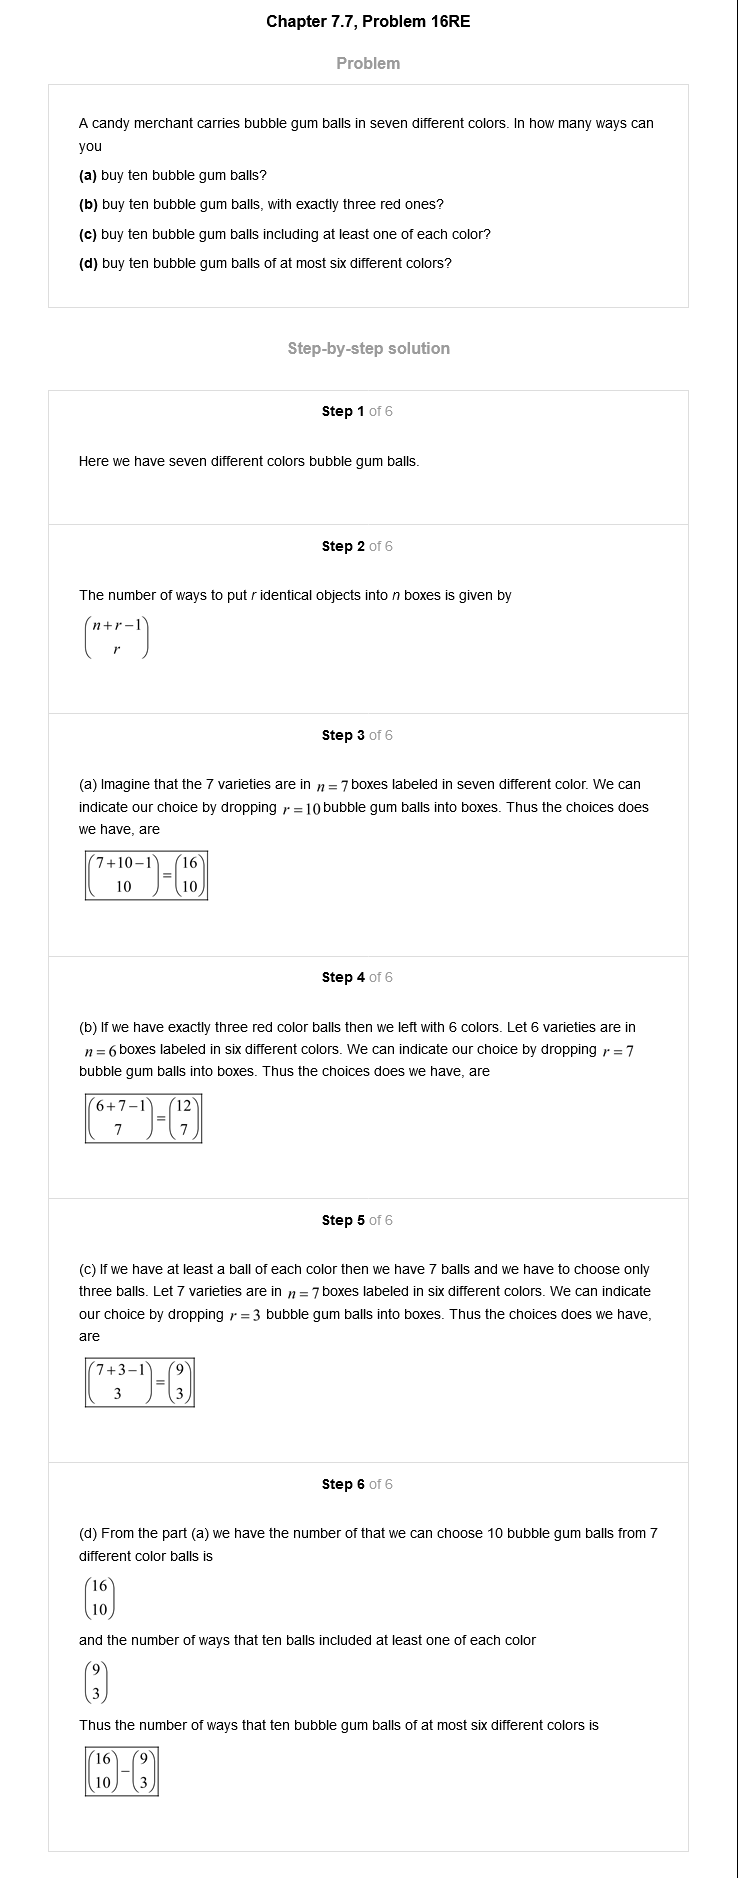 Chapter 7.7, Problem 16RE
Problem
A candy merchant carries bubble gum balls in seven different colors. In how many ways can
you
(a) buy ten bubble gum balls?
(b) buy ten bubble gum balls, with exactly three red ones?
(c) buy ten bubble gum balls including at least one of each color?
(d) buy ten bubble gum balls of at most six different colors?
Step-by-step solution
Step 1 of 6
Here we have seven different colors bubble gum balls.
Step 2 of 6
The number of ways to put r identical objects into n boxes is given by
(n+r−1
r)
Step 3 of 6
(a) Imagine that the 7 varieties are in n = 7 boxes labeled in seven different color. We can
indicate our choice by dropping r = 10 bubble gum balls into boxes. Thus the choices does
we have, are
(7+10−1
10) = (16
10)
Step 4 of 6
(b) If we have exactly three red color balls then we left with 6 colors. Let 6 varieties are in
n = 6 boxes labeled in six different colors. We can indicate our choice by dropping r = 7
bubble gum balls into boxes. Thus the choices does we have, are
(6+7−1
7) = (12
7)
Step 5 of 6
(c) If we have at least a ball of each color then we have 7 balls and we have to choose only
three balls. Let 7 varieties are in n = 7 boxes labeled in six different colors. We can indicate
our choice by dropping r = 3 bubble gum balls into boxes. Thus the choices does we have,
are
(7+3−1
3) = (9
3)
Step 6 of 6
(d) From the part (a) we have the number of that we can choose 10 bubble gum balls from 7
different color balls is
(16
10)
and the number of ways that ten balls included at least one of each color
(9
3)
Thus the number of ways that ten bubble gum balls of at most six different colors is
(16
10) − (9
3)